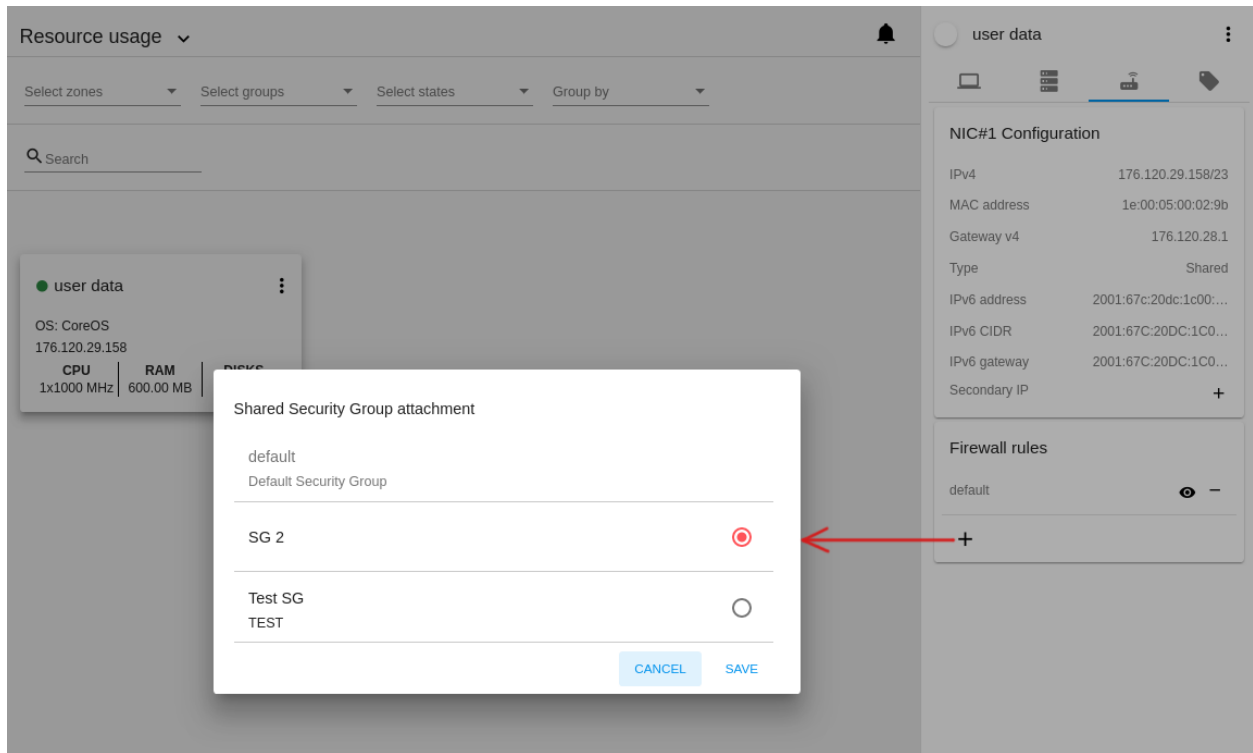 Resource usage
Select zones
Select groups
Select states
Group by
Search
user data
OS: CoreOS
176.120.29.158
CPU RAM DISKS
1x1000 MHz 600.00 MB
Shared Security Group attachment
default
Default Security Group
SG 2
Test SG
TEST
CANCEL SAVE
user data
NIC#1 Configuration
IPv4 176.120.29.158/23
MAC address 1e:00:05:00:02:9b
Gateway v4 176.120.28.1
Type Shared
IPv6 address 2001:67c:20dc:1c00:…
IPv6 CIDR 2001:67C:20DC:1C0…
IPv6 gateway 2001:67C:20DC:1C0…
Secondary IP +
Firewall rules
default −
+